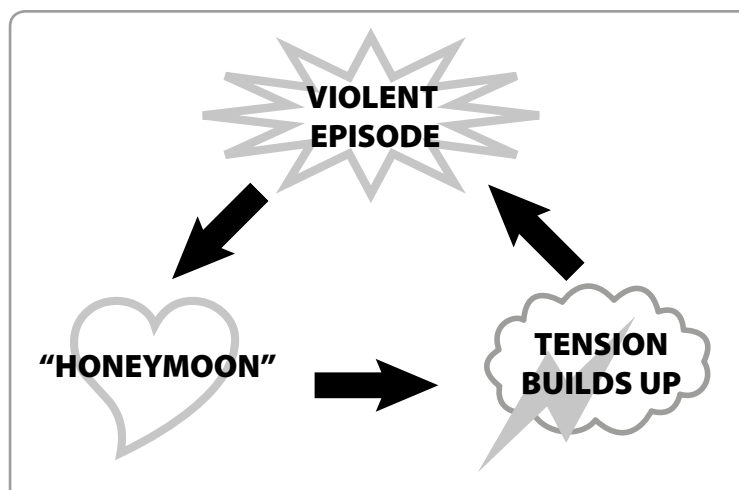 VIOLENT
EPISODE
“HONEYMOON”
TENSION
BUILDS UP